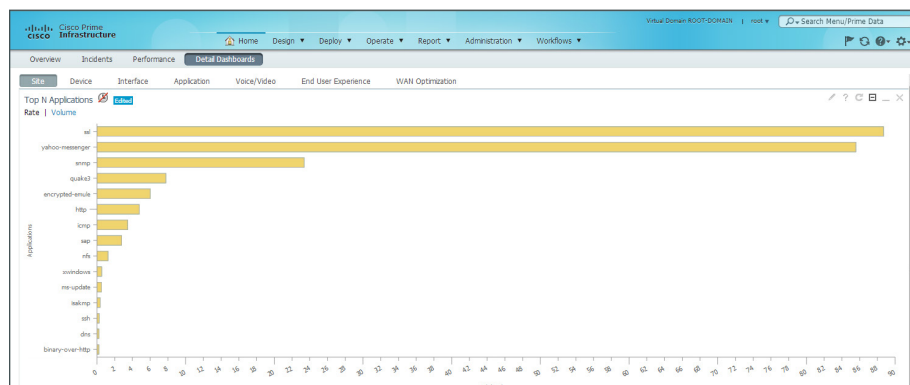 Virtual Domain ROOT-DOMAIN | root ▾ Search Menu/Prime Data
cisco Cisco Prime
Infrastructure
Home Design ▾ Deploy ▾ Operate ▾ Report ▾ Administration ▾ Workflows ▾
Overview Incidents Performance Detail Dashboards
Site Device Interface Application Voice/Video End User Experience WAN Optimization
Top N Applications Edited
Rate | Volume
Applications
ssl
yahoo-messenger
snmp
quake3
encrypted-emule
http
icmp
sap
nfs
xwindows
ms-update
isakmp
ssh
dns
binary-over-http
0 2 4 6 8 10 12 14 16 18 20 22 24 26 28 30 32 34 36 38 40 42 44 46 48 50 52 54 56 58 60 62 64 66 68 70 72 74 76 78 80 82 84 86 88 90